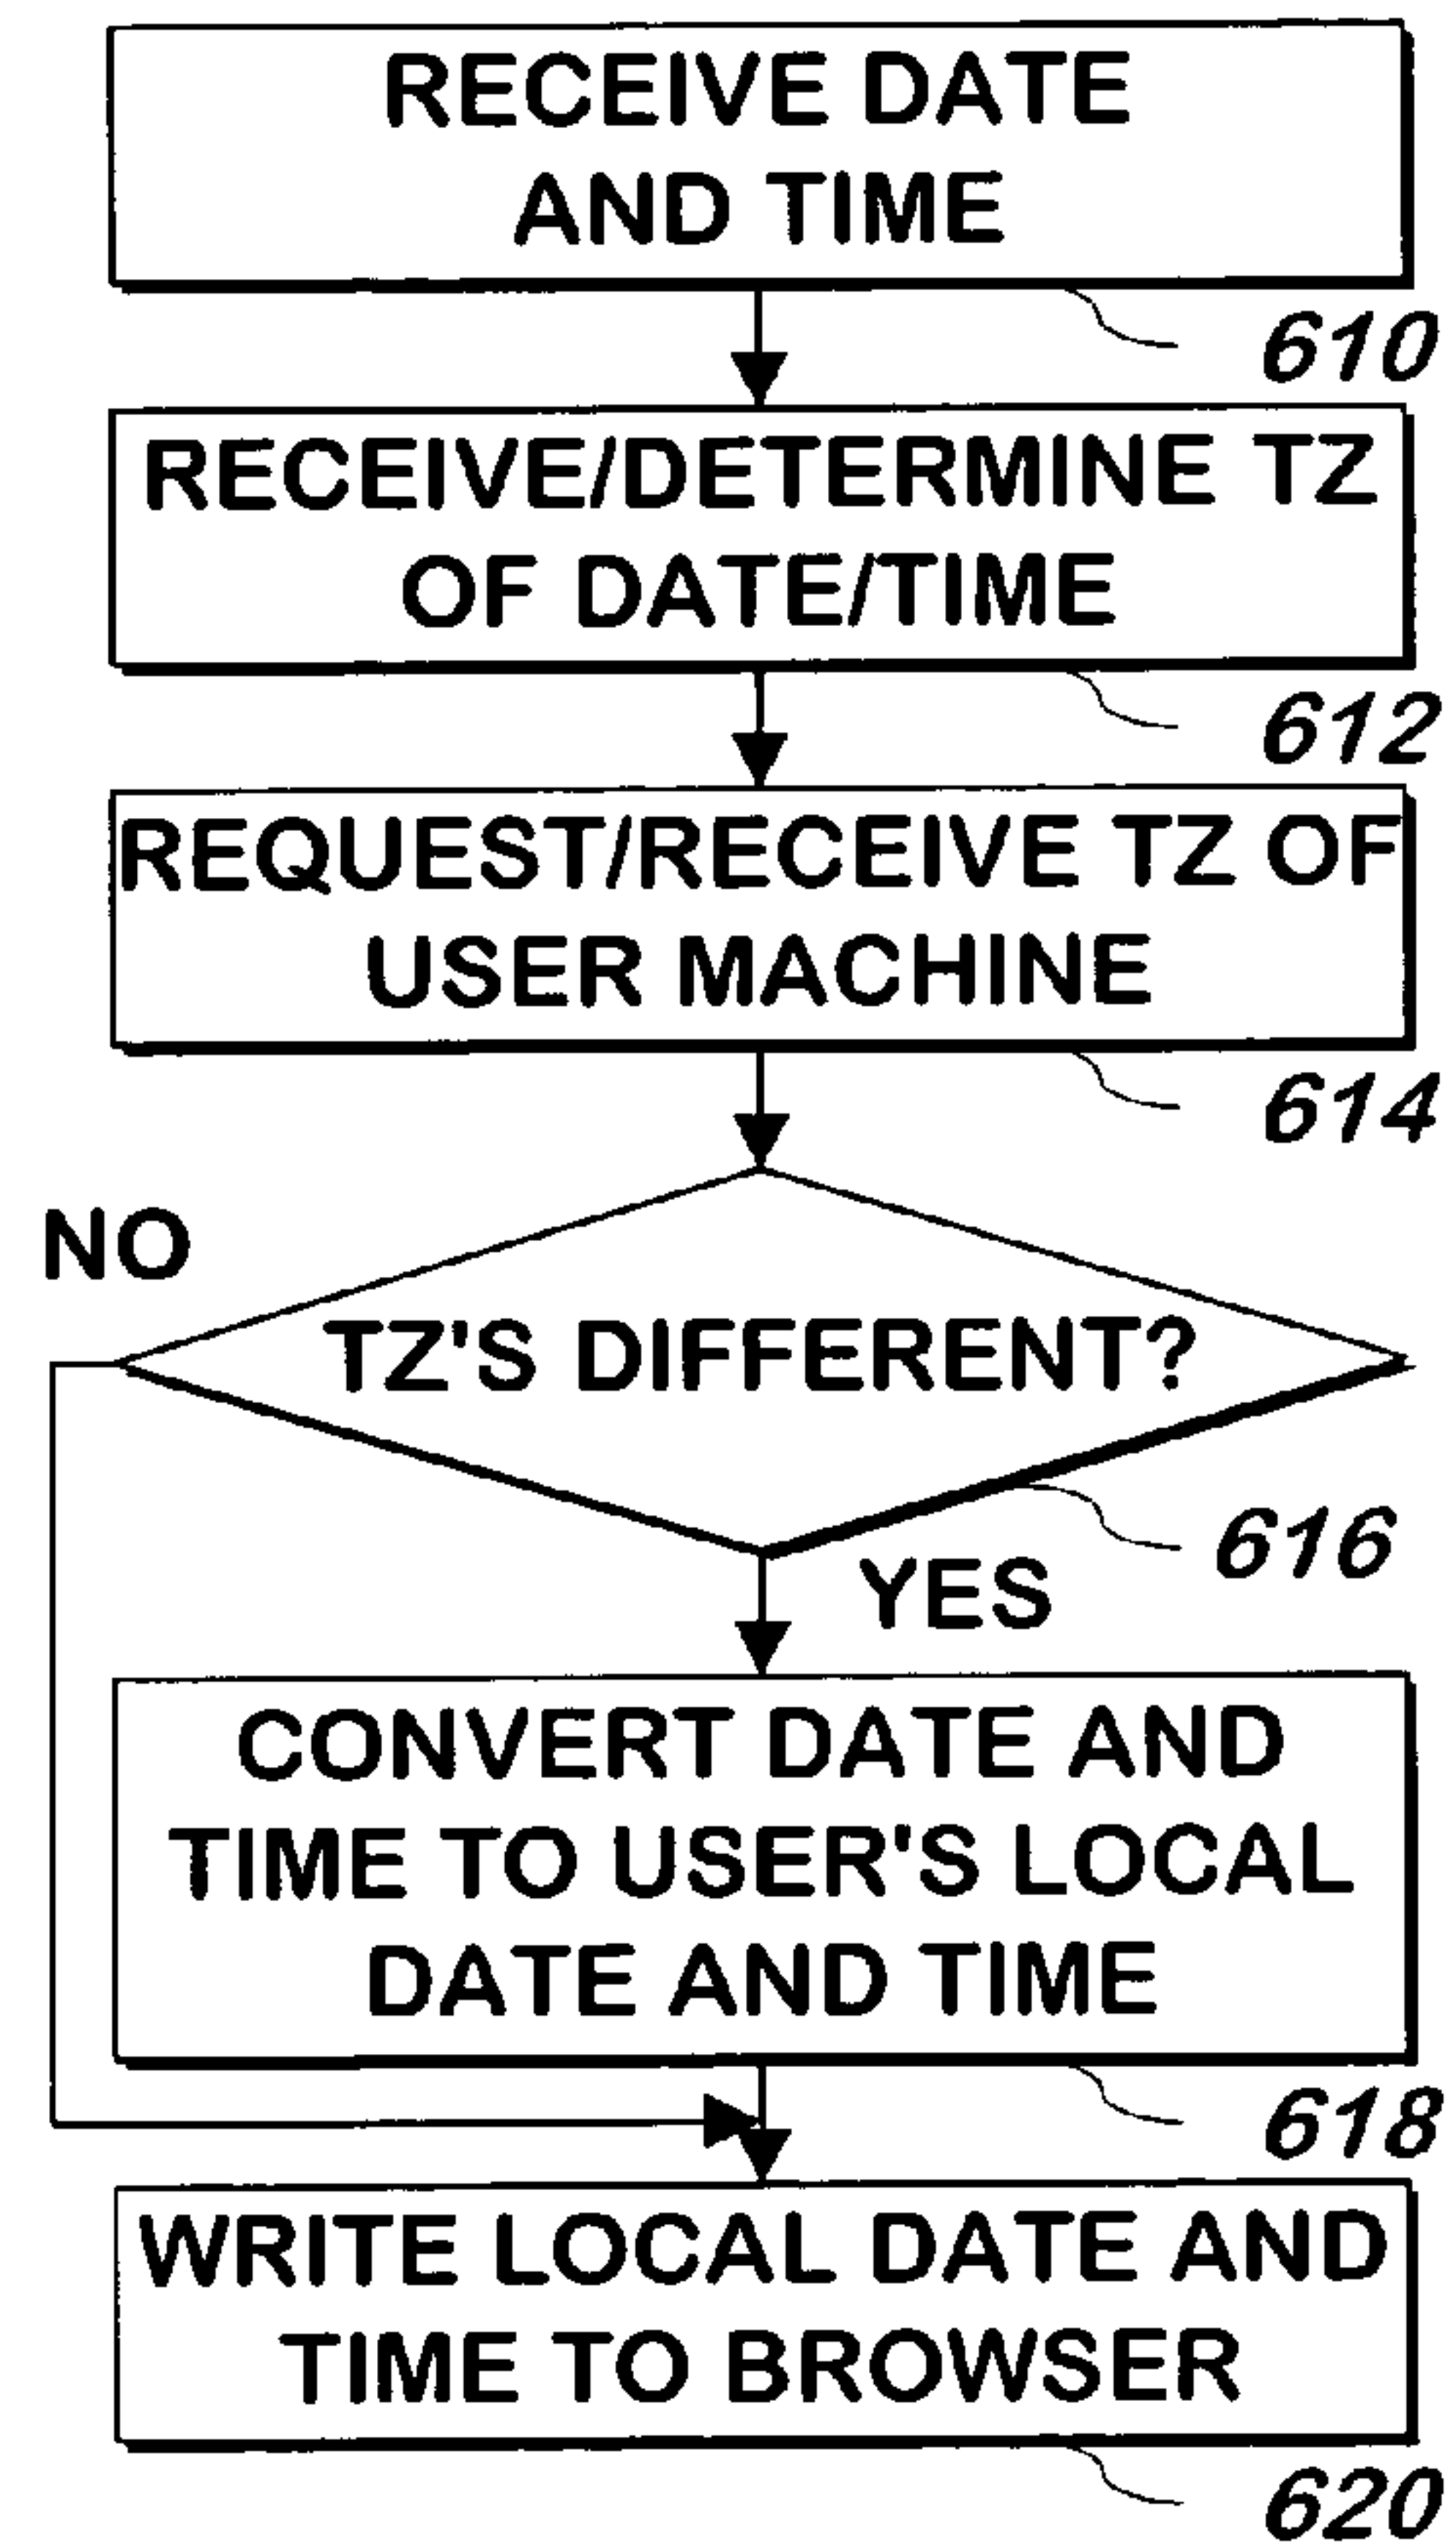 RECEIVE DATE
AND TIME
610
RECEIVE/DETERMINE TZ
OF DATE/TIME
612
REQUEST/RECEIVE TZ OF
USER MACHINE
614
NO
TZ'S DIFFERENT?
616
YES
CONVERT DATE AND
TIME TO USER'S LOCAL
DATE AND TIME
618
WRITE LOCAL DATE AND
TIME TO BROWSER
620